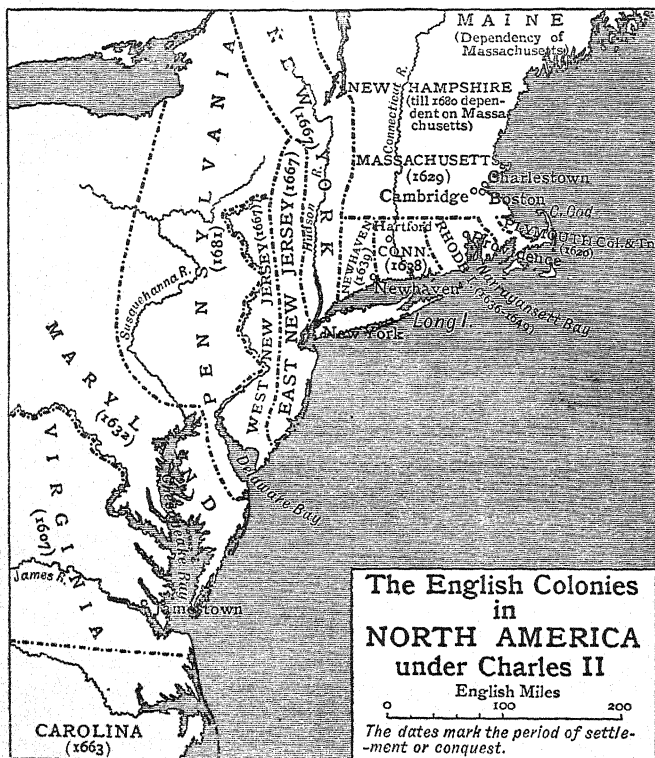 MAINE
(Dependency of
Massachusetts)
NEW HAMPSHIRE
(till 1680 depen-
dent on Massa
chusetts)
Connecticut R.
MASSACHUSETTS
(1629)
Charlestown
Cambridge
Boston
C. Cod
PLYMOUTH Col. & Tn
(1620)
NEW YORK
(1667)
Hudson R.
NEWHAVEN
(1639)
Hartford
CONN.
(1638)
RHODE I. (1636-1649)
Providence
Narragansett Bay
Newhaven
Long I.
New York
PENNSYLVANIA
(1681)
Susquehanna R.
WEST NEW JERSEY (1667)
EAST NEW JERSEY (1667)
MARYLAND
(1632)
Delaware Bay
Chesapeake Bay
VIRGINIA
(1607)
James R.
Jamestown
CAROLINA
(1663)
The English Colonies
in
NORTH AMERICA
under Charles II
English Miles
0 100 200
The dates mark the period of settle-
-ment or conquest.